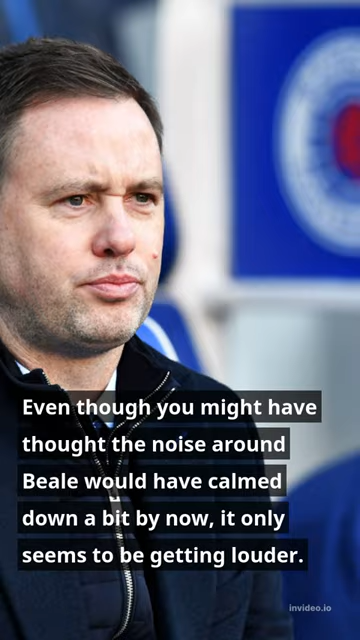 Even though you might have
thought the noise around
Beale would have calmed
down a bit by now, it only
seems to be getting louder.
invideo.io